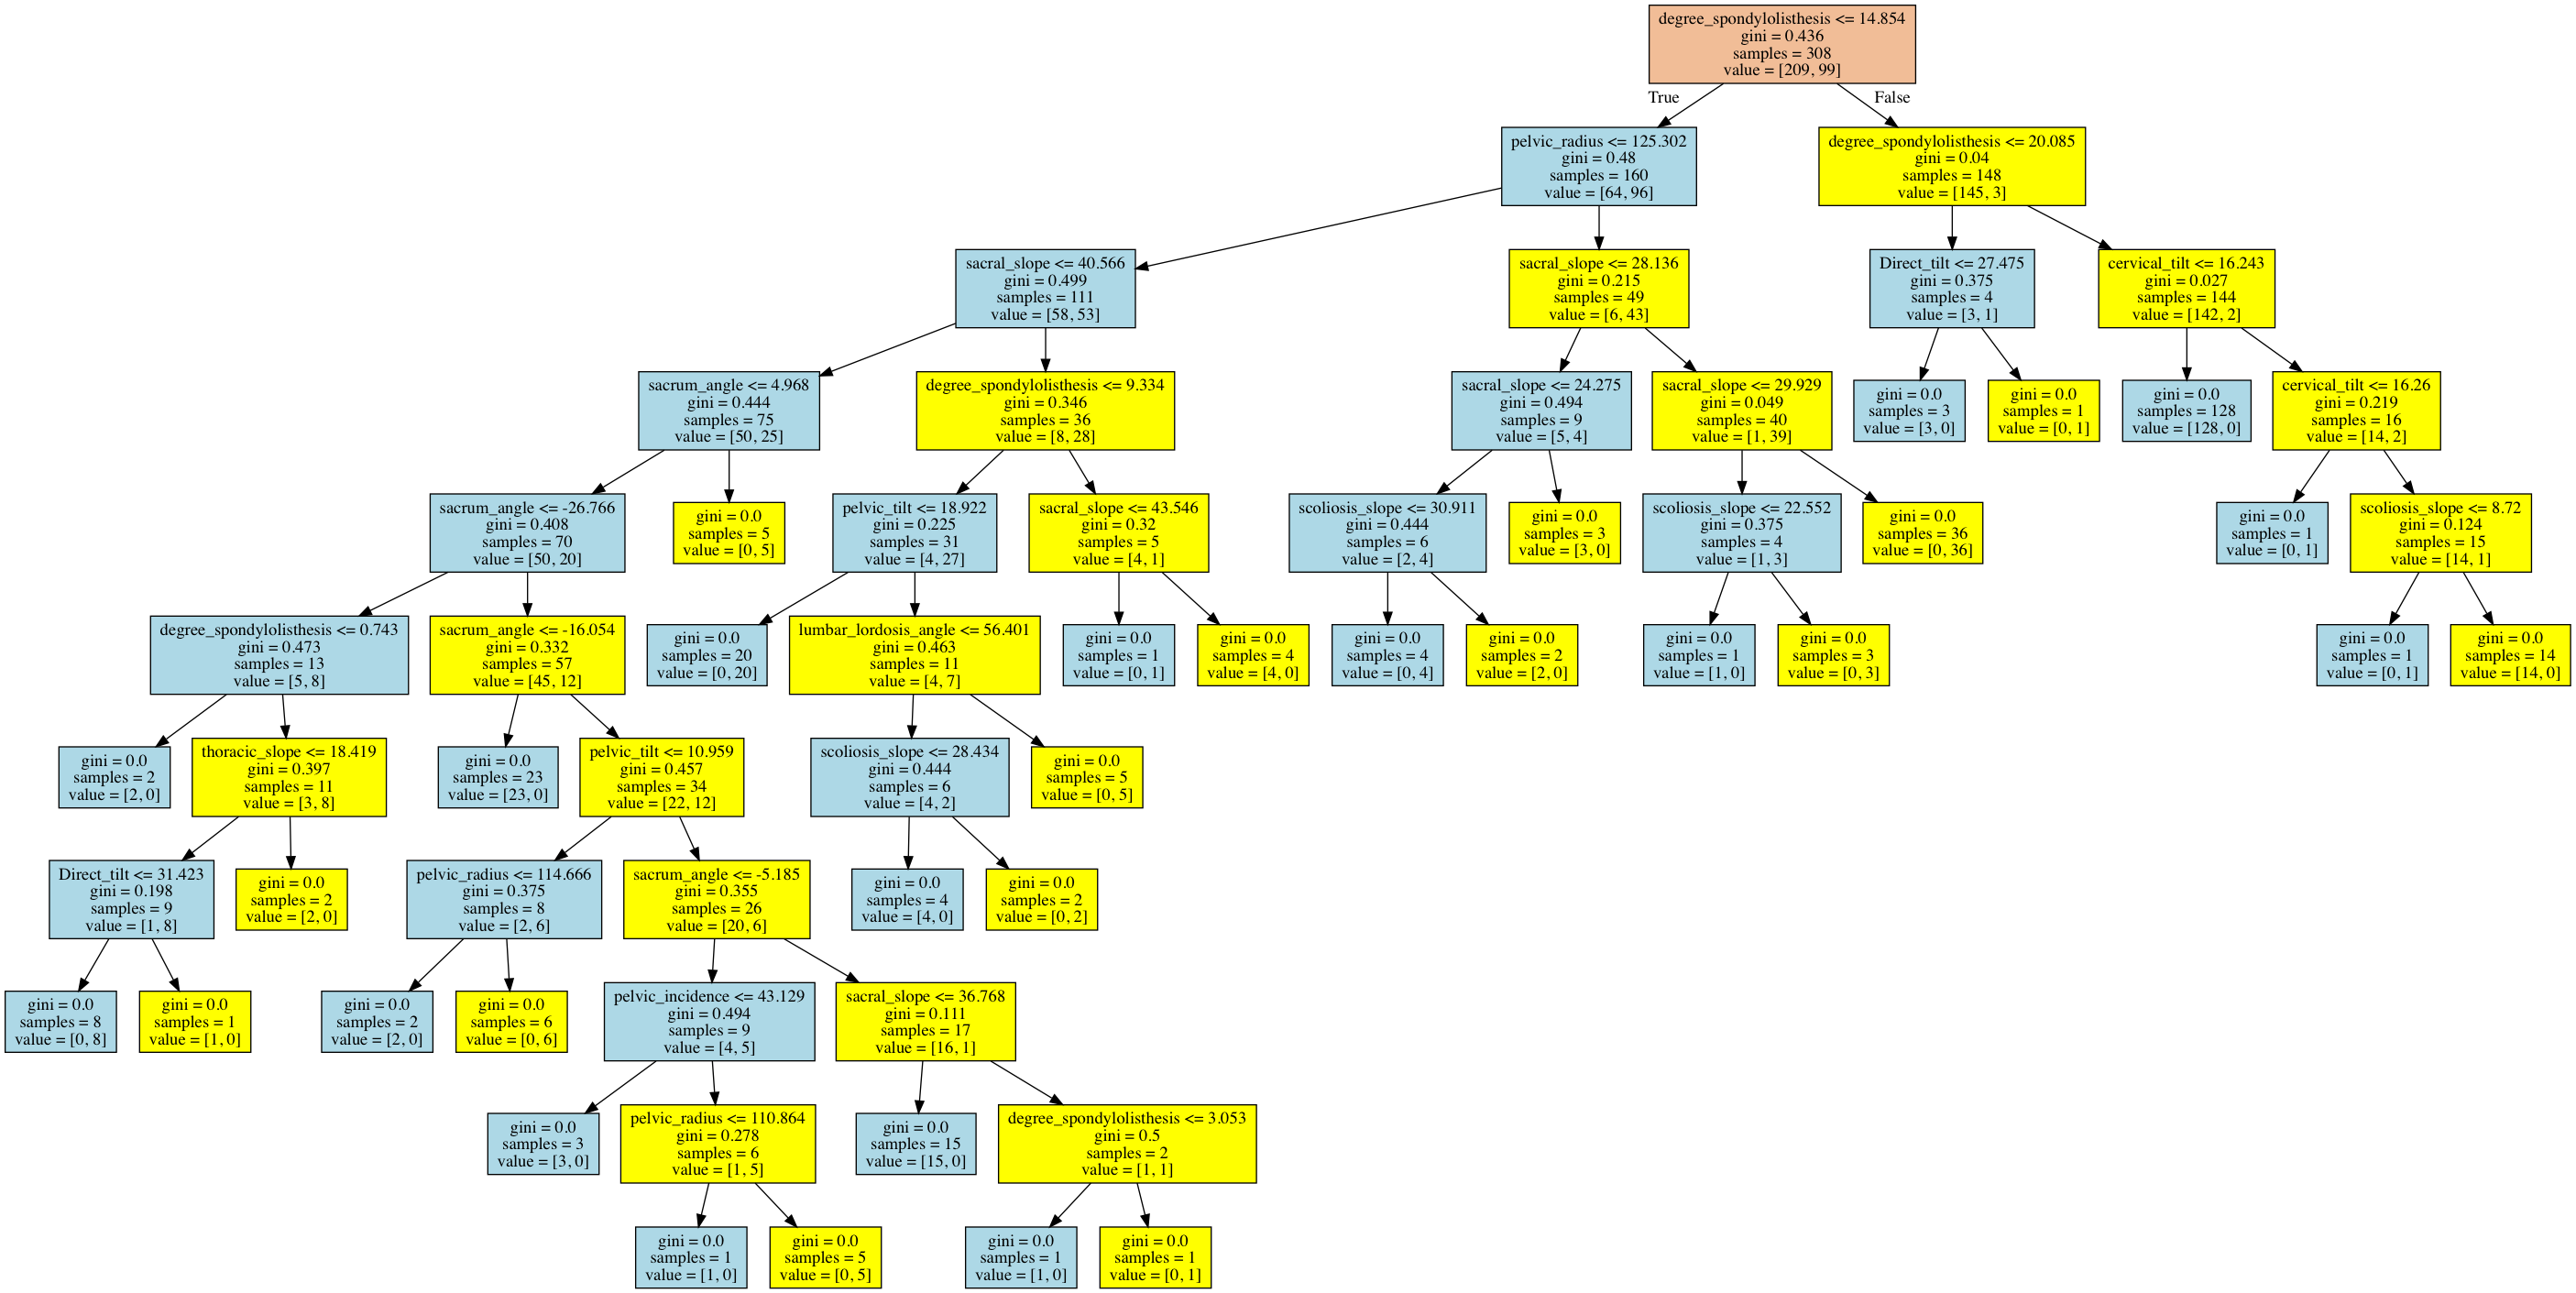 degree_spondylolisthesis <= 14.854
gini = 0.436
samples = 308
value = [209, 99]
True
False
pelvic_radius <= 125.302
gini = 0.48
samples = 160
value = [64, 96]
degree_spondylolisthesis <= 20.085
gini = 0.04
samples = 148
value = [145, 3]
sacral_slope <= 40.566
gini = 0.499
samples = 111
value = [58, 53]
sacral_slope <= 28.136
gini = 0.215
samples = 49
value = [6, 43]
Direct_tilt <= 27.475
gini = 0.375
samples = 4
value = [3, 1]
cervical_tilt <= 16.243
gini = 0.027
samples = 144
value = [142, 2]
sacrum_angle <= 4.968
gini = 0.444
samples = 75
value = [50, 25]
degree_spondylolisthesis <= 9.334
gini = 0.346
samples = 36
value = [8, 28]
sacral_slope <= 24.275
gini = 0.494
samples = 9
value = [5, 4]
sacral_slope <= 29.929
gini = 0.049
samples = 40
value = [1, 39]
gini = 0.0
samples = 3
value = [3, 0]
gini = 0.0
samples = 1
value = [0, 1]
gini = 0.0
samples = 128
value = [128, 0]
cervical_tilt <= 16.26
gini = 0.219
samples = 16
value = [14, 2]
sacrum_angle <= -26.766
gini = 0.408
samples = 70
value = [50, 20]
gini = 0.0
samples = 5
value = [0, 5]
pelvic_tilt <= 18.922
gini = 0.225
samples = 31
value = [4, 27]
sacral_slope <= 43.546
gini = 0.32
samples = 5
value = [4, 1]
scoliosis_slope <= 30.911
gini = 0.444
samples = 6
value = [2, 4]
gini = 0.0
samples = 3
value = [3, 0]
scoliosis_slope <= 22.552
gini = 0.375
samples = 4
value = [1, 3]
gini = 0.0
samples = 36
value = [0, 36]
gini = 0.0
samples = 1
value = [0, 1]
scoliosis_slope <= 8.72
gini = 0.124
samples = 15
value = [14, 1]
degree_spondylolisthesis <= 0.743
gini = 0.473
samples = 13
value = [5, 8]
sacrum_angle <= -16.054
gini = 0.332
samples = 57
value = [45, 12]
gini = 0.0
samples = 20
value = [0, 20]
lumbar_lordosis_angle <= 56.401
gini = 0.463
samples = 11
value = [4, 7]
gini = 0.0
samples = 1
value = [0, 1]
gini = 0.0
samples = 4
value = [4, 0]
gini = 0.0
samples = 4
value = [0, 4]
gini = 0.0
samples = 2
value = [2, 0]
gini = 0.0
samples = 1
value = [1, 0]
gini = 0.0
samples = 3
value = [0, 3]
gini = 0.0
samples = 1
value = [0, 1]
gini = 0.0
samples = 14
value = [14, 0]
gini = 0.0
samples = 2
value = [2, 0]
thoracic_slope <= 18.419
gini = 0.397
samples = 11
value = [3, 8]
gini = 0.0
samples = 23
value = [23, 0]
pelvic_tilt <= 10.959
gini = 0.457
samples = 34
value = [22, 12]
scoliosis_slope <= 28.434
gini = 0.444
samples = 6
value = [4, 2]
gini = 0.0
samples = 5
value = [0, 5]
Direct_tilt <= 31.423
gini = 0.198
samples = 9
value = [1, 8]
gini = 0.0
samples = 2
value = [2, 0]
pelvic_radius <= 114.666
gini = 0.375
samples = 8
value = [2, 6]
sacrum_angle <= -5.185
gini = 0.355
samples = 26
value = [20, 6]
gini = 0.0
samples = 4
value = [4, 0]
gini = 0.0
samples = 2
value = [0, 2]
gini = 0.0
samples = 8
value = [0, 8]
gini = 0.0
samples = 1
value = [1, 0]
gini = 0.0
samples = 2
value = [2, 0]
gini = 0.0
samples = 6
value = [0, 6]
pelvic_incidence <= 43.129
gini = 0.494
samples = 9
value = [4, 5]
sacral_slope <= 36.768
gini = 0.111
samples = 17
value = [16, 1]
gini = 0.0
samples = 3
value = [3, 0]
pelvic_radius <= 110.864
gini = 0.278
samples = 6
value = [1, 5]
gini = 0.0
samples = 15
value = [15, 0]
degree_spondylolisthesis <= 3.053
gini = 0.5
samples = 2
value = [1, 1]
gini = 0.0
samples = 1
value = [1, 0]
gini = 0.0
samples = 5
value = [0, 5]
gini = 0.0
samples = 1
value = [1, 0]
gini = 0.0
samples = 1
value = [0, 1]